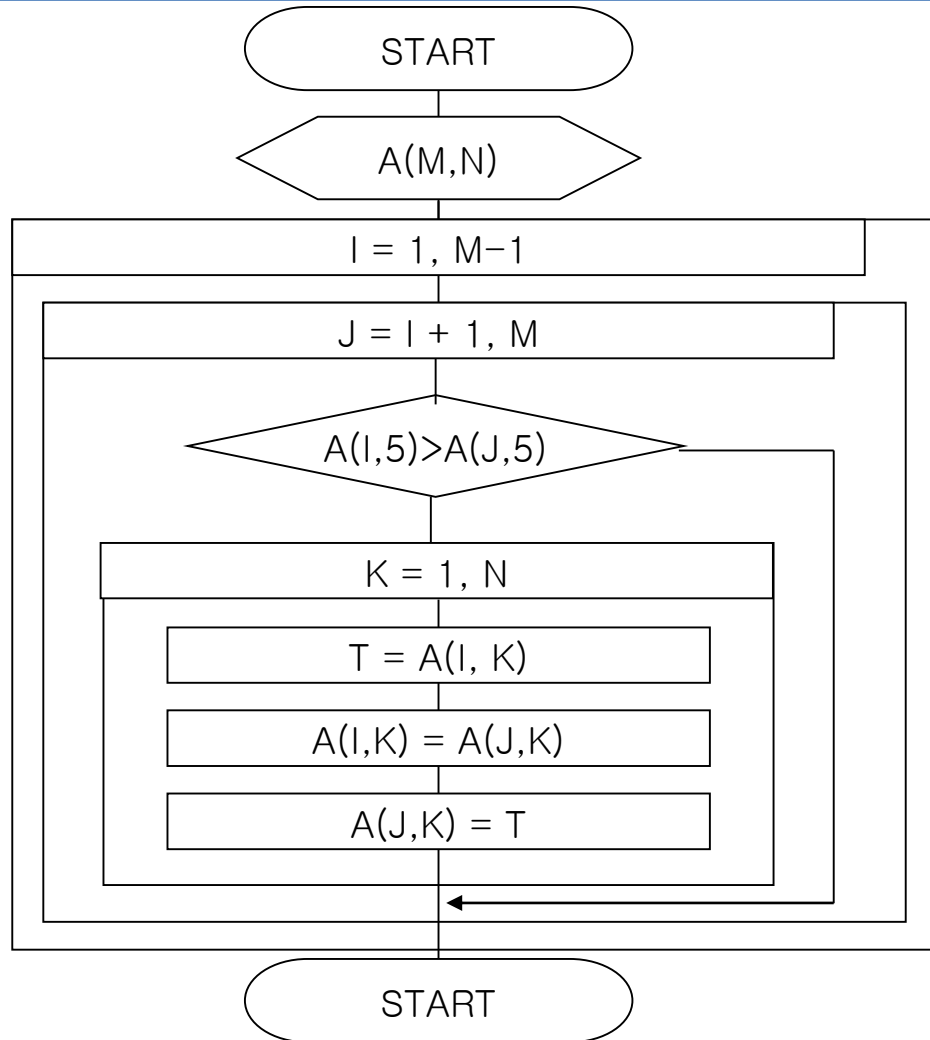 START
A(M,N)
I = 1, M-1
J = I + 1, M
A(I,5)>A(J,5)
K = 1, N
T = A(I, K)
A(I,K) = A(J,K)
A(J,K) = T
START